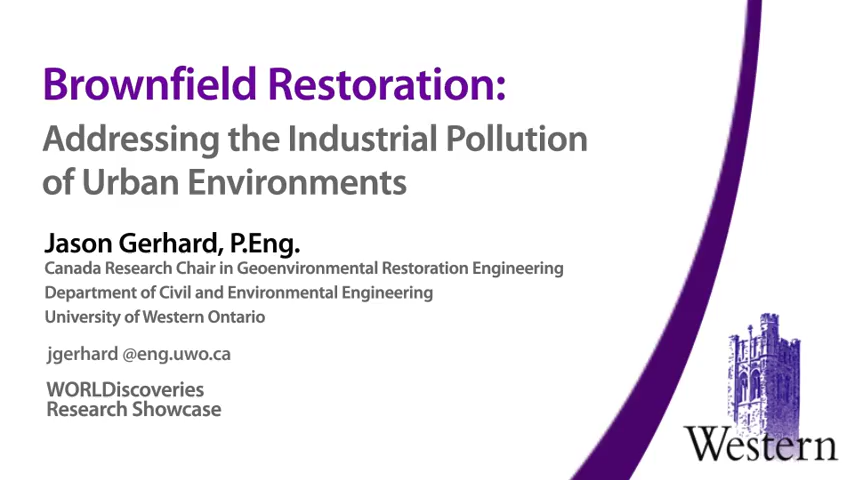 Brownfield Restoration:
Addressing the Industrial Pollution
of Urban Environments
Jason Gerhard, P.Eng.
Canada Research Chair in Geoenvironmental Restoration Engineering
Department of Civil and Environmental Engineering
University of Western Ontario
jgerhard @eng.uwo.ca
WORLDiscoveries
Research Showcase
Western